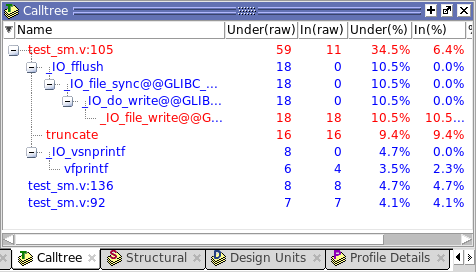 Calltree
Name Under(raw) In(raw) Under(%) In(%)
test_sm.v:105 59 11 34.5% 6.4%
_IO_fflush 18 0 10.5% 0.0%
_IO_file_sync@@GLIBC_... 18 0 10.5% 0.0%
_IO_do_write@@GLIB... 18 0 10.5% 0.0%
_IO_file_write@@G... 18 18 10.5% 10.5...
truncate 16 16 9.4% 9.4%
_IO_vsnprintf 8 0 4.7% 0.0%
vfprintf 6 4 3.5% 2.3%
test_sm.v:136 8 8 4.7% 4.7%
test_sm.v:92 7 7 4.1% 4.1%
Calltree Structural Design Units Profile Details